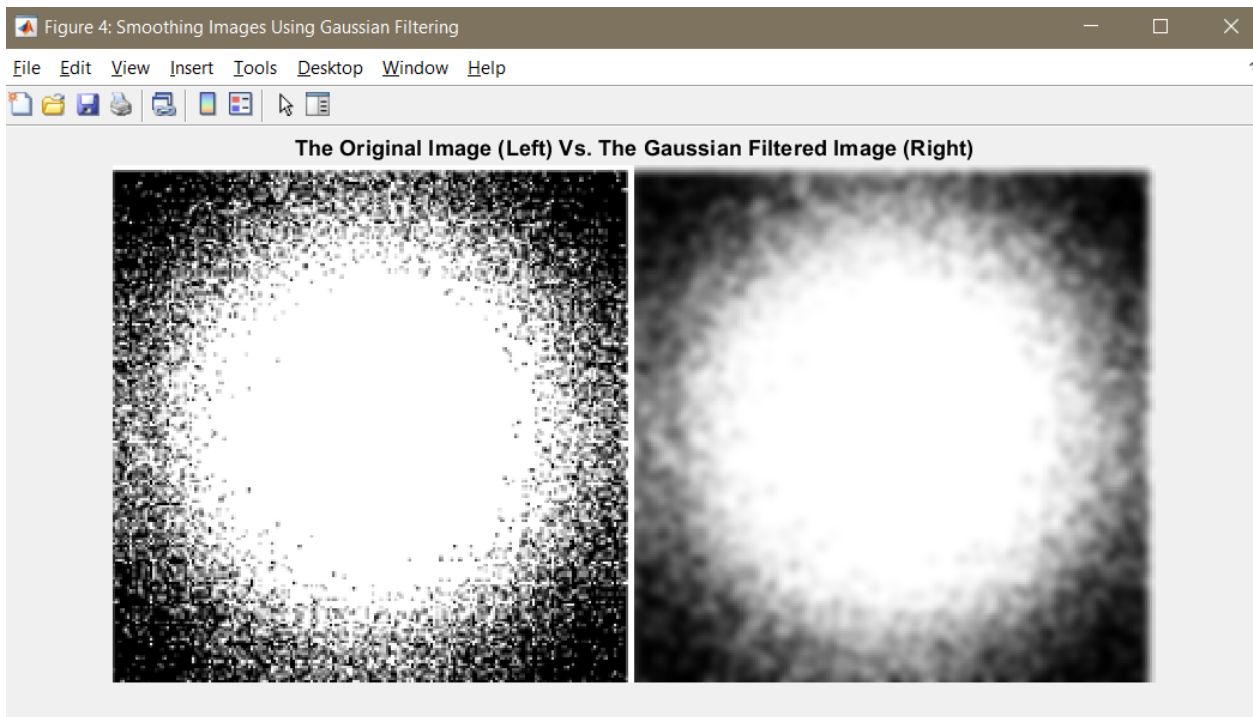 Figure 4: Smoothing Images Using Gaussian Filtering
File Edit View Insert Tools Desktop Window Help
The Original Image (Left) Vs. The Gaussian Filtered Image (Right)